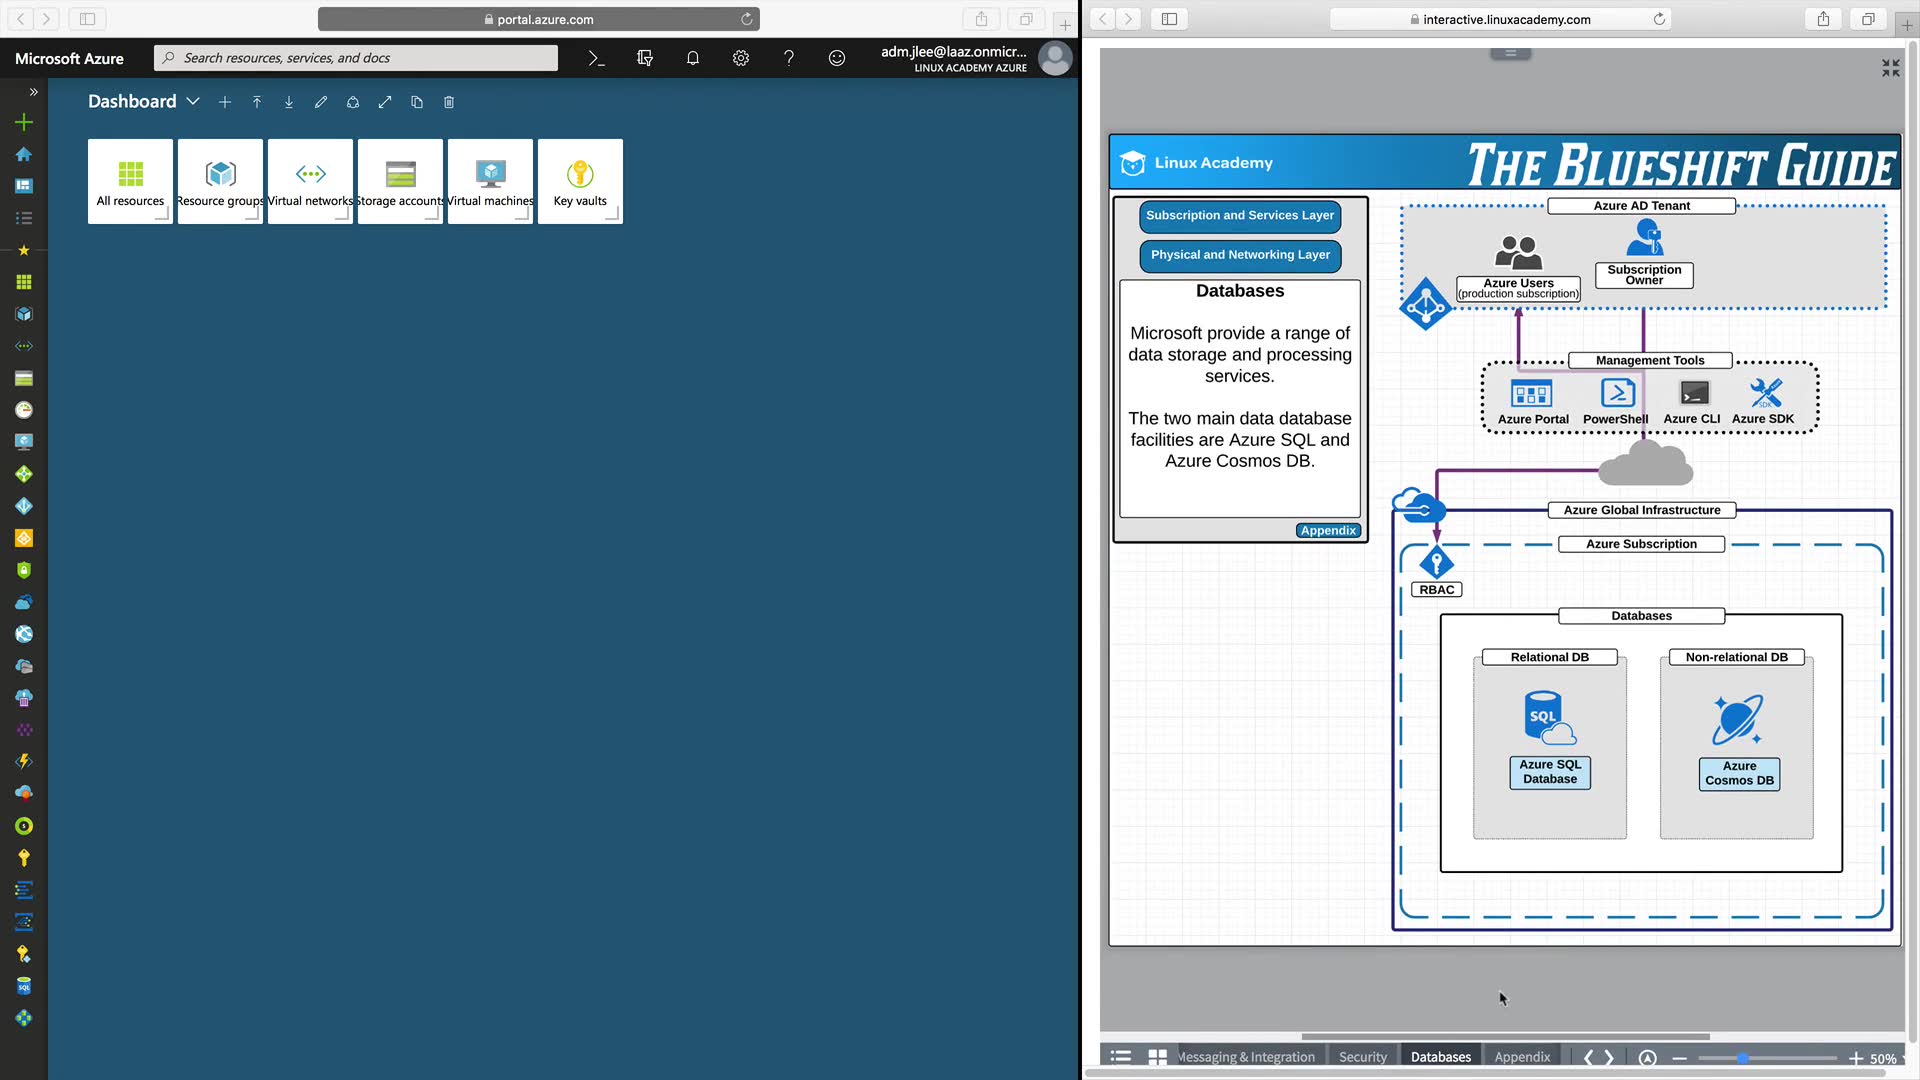 portal.azure.com
interactive.linuxacademy.com
Microsoft Azure
Search resources, services, and docs
adm.jlee@laaz.onmicr...
LINUX ACADEMY AZURE
Dashboard
All resources
Resource groups
Virtual networks
Storage accounts
Virtual machines
Key vaults
Linux Academy
THE BLUESHIFT GUIDE
Subscription and Services Layer
Physical and Networking Layer
Databases
Microsoft provide a range of
data storage and processing
services.
The two main data database
facilities are Azure SQL and
Azure Cosmos DB.
Appendix
Azure AD Tenant
Azure Users
(production subscription)
Subscription
Owner
Management Tools
SDK
Azure Portal
PowerShell
Azure CLI
Azure SDK
Azure Global Infrastructure
Azure Subscription
RBAC
Databases
Relational DB
Non-relational DB
SQL
Azure SQL
Database
Azure
Cosmos DB
SQL
Messaging & Integration
Security
Databases
Appendix
50%